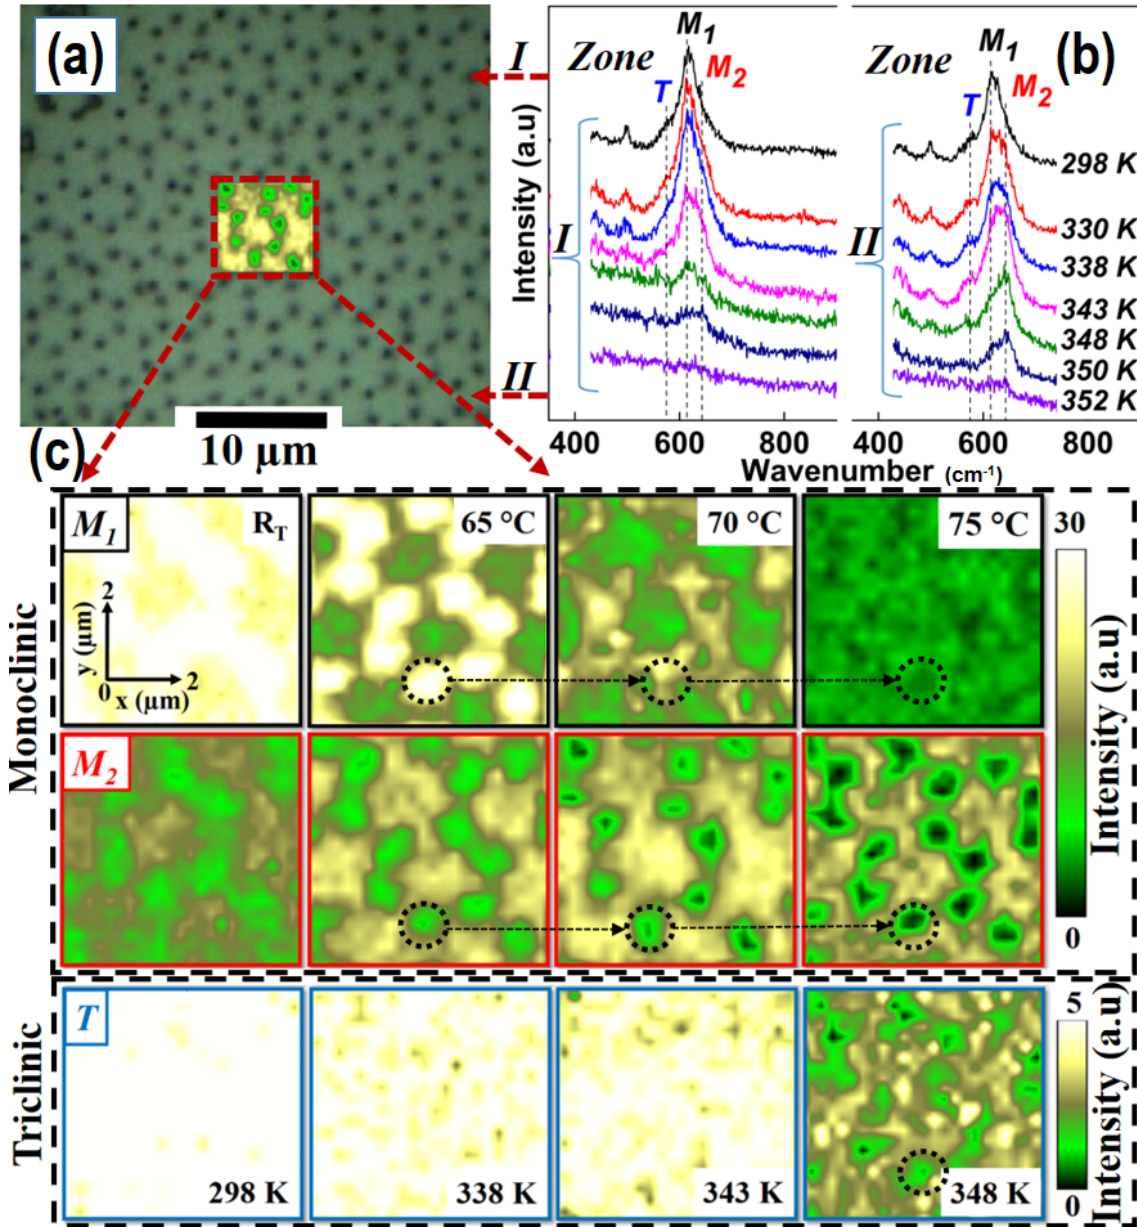 (a)
I
II
10 μm
(b)
Zone
M1
M2
T
I
Zone
M1
M2
T
II
298 K
330 K
338 K
343 K
348 K
350 K
352 K
Intensity (a.u)
400
600
800
600
800
Wavenumber (cm-1)
(c)
Monoclinic
M1
RT
65 °C
70 °C
75 °C
2
y (μm)
0
x (μm)
2
30
Intensity (a.u)
0
M2
Triclinic
T
298 K
338 K
343 K
348 K
5
Intensity (a.u)
0